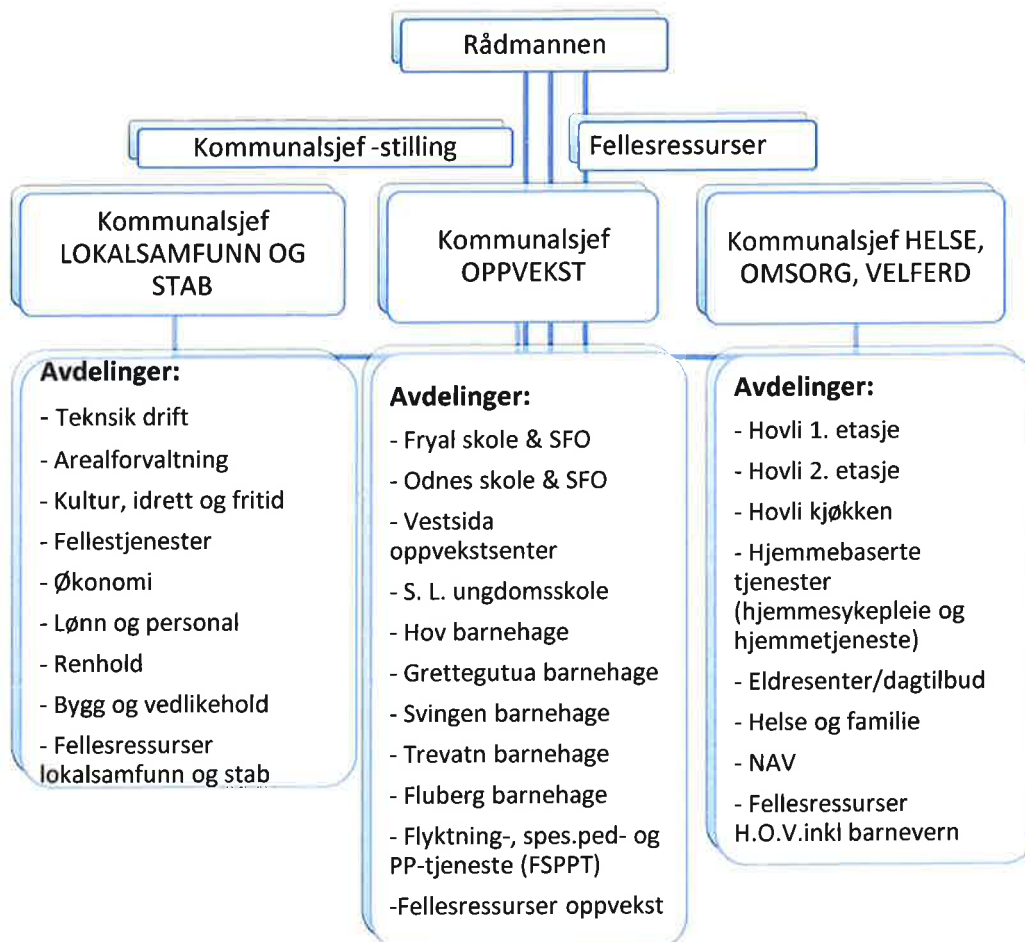 Rådmannen
Kommunalsjef -stilling
Fellesressurser
Kommunalsjef
LOKALSAMFUNN OG
STAB
Kommunalsjef
OPPVEKST
Kommunalsjef HELSE,
OMSORG, VELFERD
Avdelinger:
- Teknsik drift
- Arealforvaltning
- Kultur, idrett og fritid
- Fellestjenester
- Økonomi
- Lønn og personal
- Renhold
- Bygg og vedlikehold
- Fellesressurser
lokalsamfunn og stab
Avdelinger:
- Fryal skole & SFO
- Odnes skole & SFO
- Vestsida
oppvekstsenter
- S. L. ungdomsskole
- Hov barnehage
- Grettegutua barnehage
- Svingen barnehage
- Trevatn barnehage
- Fluberg barnehage
- Flyktning-, spes.ped- og
PP-tjeneste (FSPPT)
-Fellesressurser oppvekst
Avdelinger:
- Hovli 1. etasje
- Hovli 2. etasje
- Hovli kjøkken
- Hjemmebaserte
tjenester
(hjemmesykepleie og
hjemmetjeneste)
- Eldresenter/dagtilbud
- Helse og familie
- NAV
- Fellesressurser
H.O.V.inkl barnevern